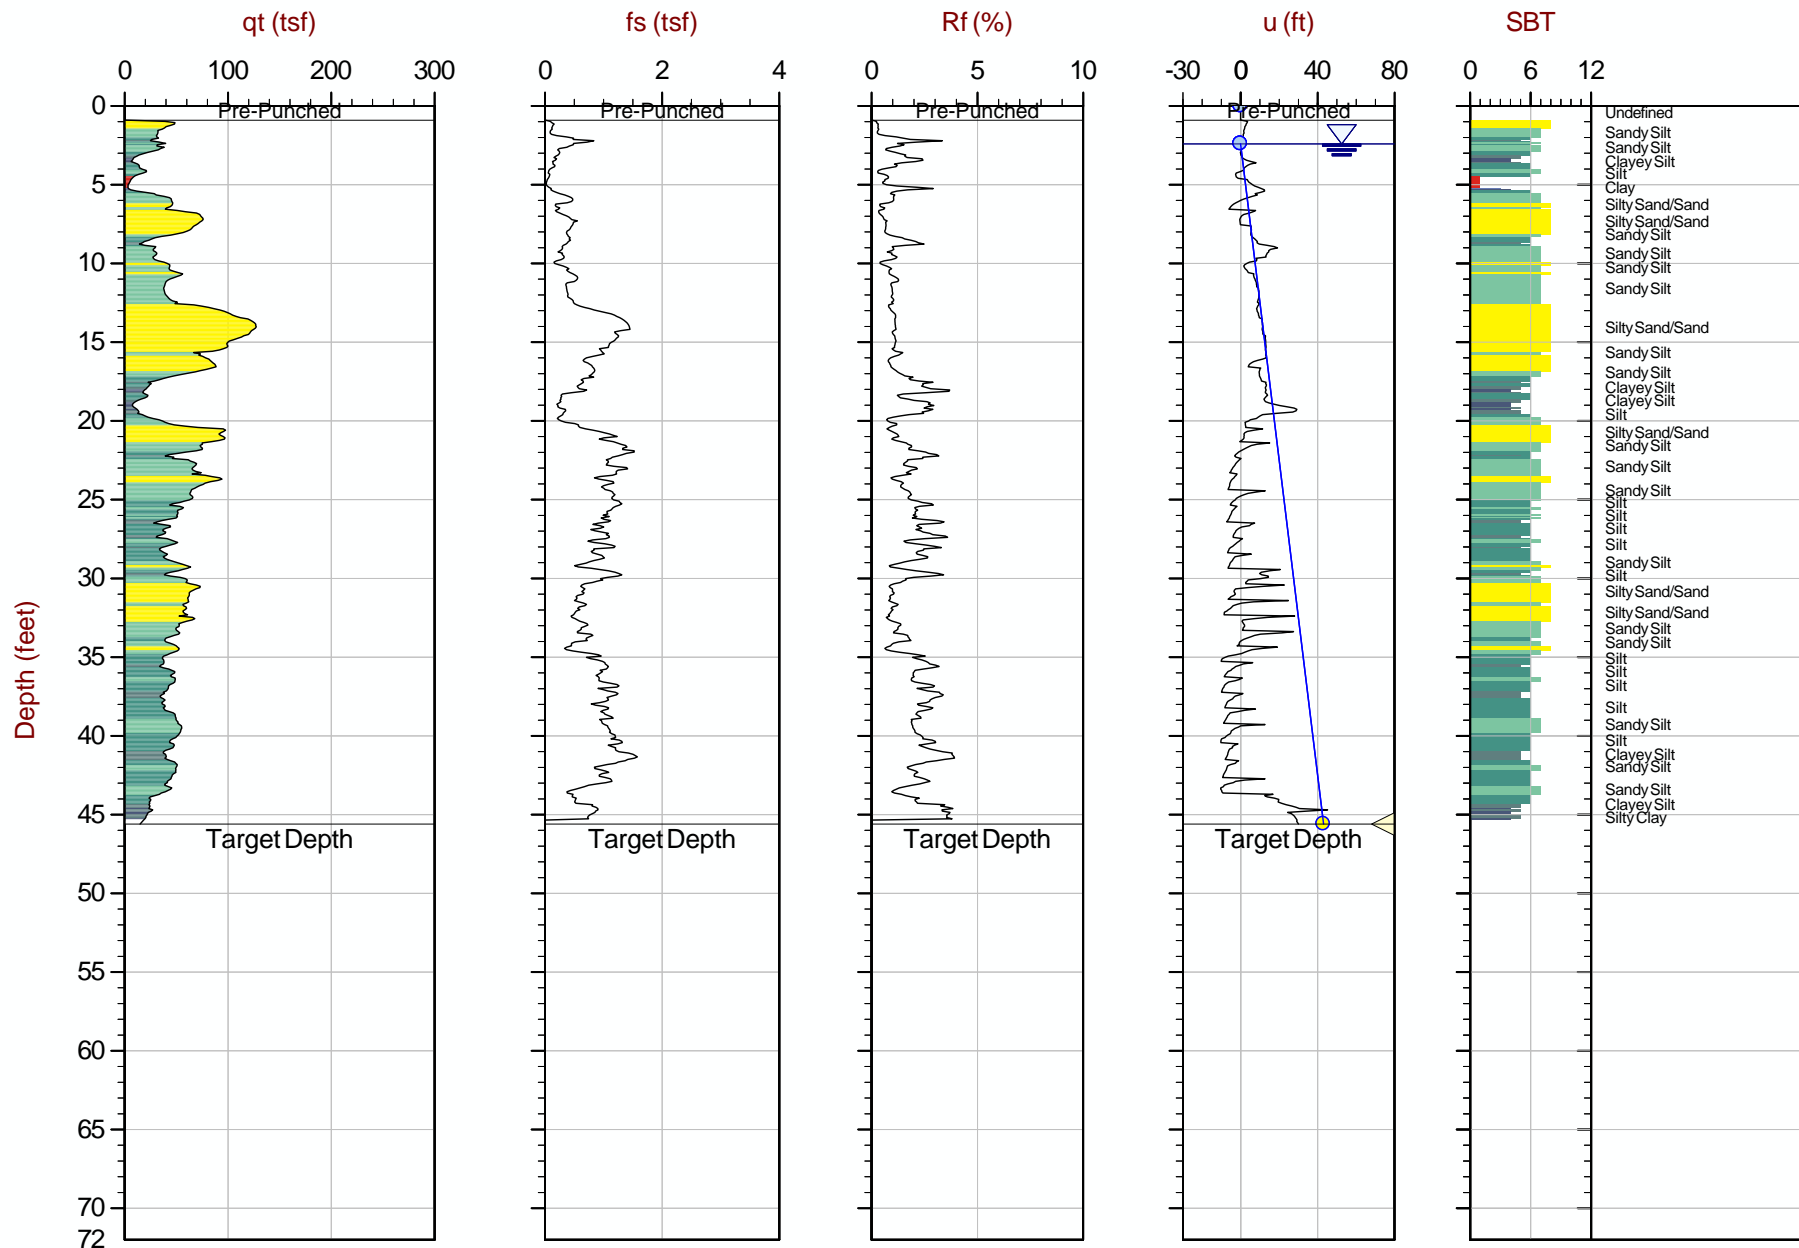 qt (tsf)
fs (tsf)
Rf (%)
u (ft)
SBT
0 100 200 300
0 2 4
0 5 10
-30 0 40 80
0 6 12
Depth (feet)
0
5
10
15
20
25
30
35
40
45
50
55
60
65
70
72
Pre-Punched
Pre-Punched
Pre-Punched
Pre-Punched
Target Depth
Target Depth
Target Depth
Target Depth
Undefined
Sandy Silt
Sandy Silt
Clayey Silt
Silt
Clay
Silty Sand/Sand
Silty Sand/Sand
Sandy Silt
Sandy Silt
Sandy Silt
Sandy Silt
Silty Sand/Sand
Sandy Silt
Sandy Silt
Clayey Silt
Clayey Silt
Silt
Silty Sand/Sand
Sandy Silt
Sandy Silt
Sandy Silt
Silt
Silt
Silt
Silt
Sandy Silt
Silt
Silty Sand/Sand
Silty Sand/Sand
Sandy Silt
Sandy Silt
Silt
Silt
Silt
Silt
Sandy Silt
Silt
Clayey Silt
Sandy Silt
Sandy Silt
Clayey Silt
Silty Clay